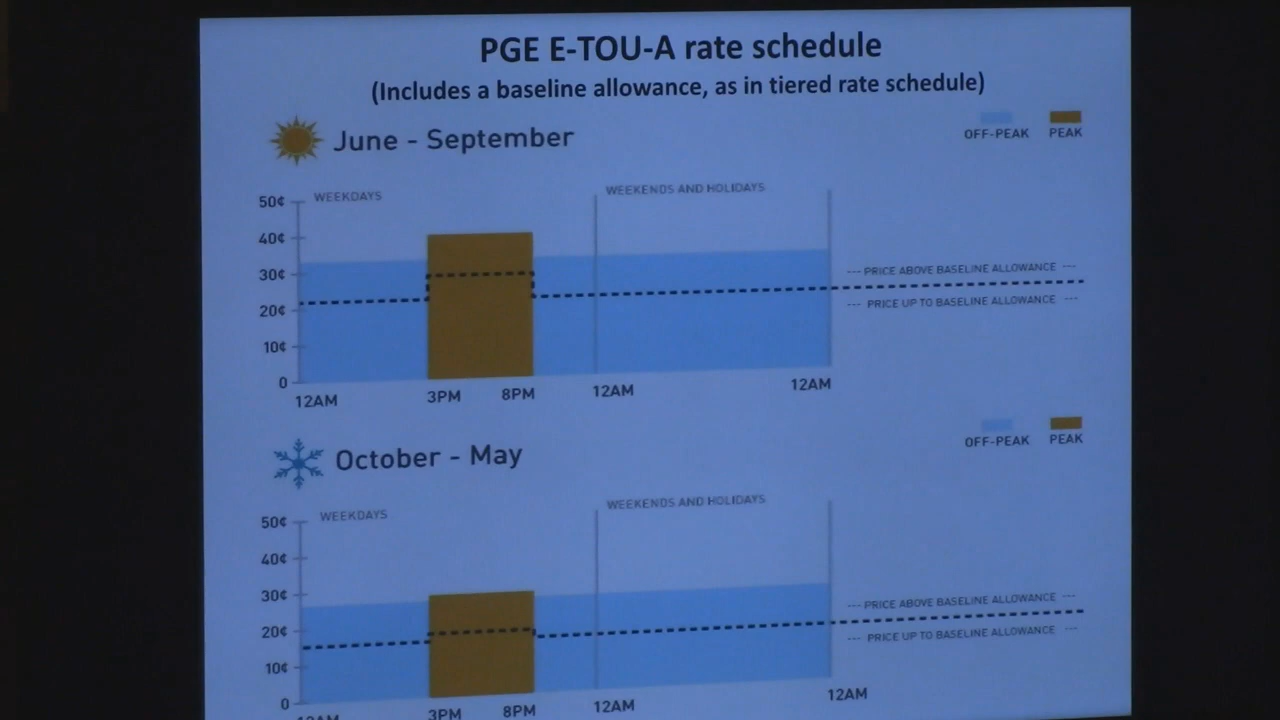 PGE E-TOU-A rate schedule
(Includes a baseline allowance, as in tiered rate schedule)
June - September
OFF-PEAK PEAK
WEEKDAYS
WEEKENDS AND HOLIDAYS
50¢
40¢
30¢
20¢
10¢
0
--- PRICE ABOVE BASELINE ALLOWANCE ---
--- PRICE UP TO BASELINE ALLOWANCE ---
12AM 3PM 8PM 12AM 12AM
October - May
OFF-PEAK PEAK
WEEKDAYS
WEEKENDS AND HOLIDAYS
50¢
40¢
30¢
20¢
10¢
0
--- PRICE ABOVE BASELINE ALLOWANCE ---
--- PRICE UP TO BASELINE ALLOWANCE ---
12AM 3PM 8PM 12AM 12AM